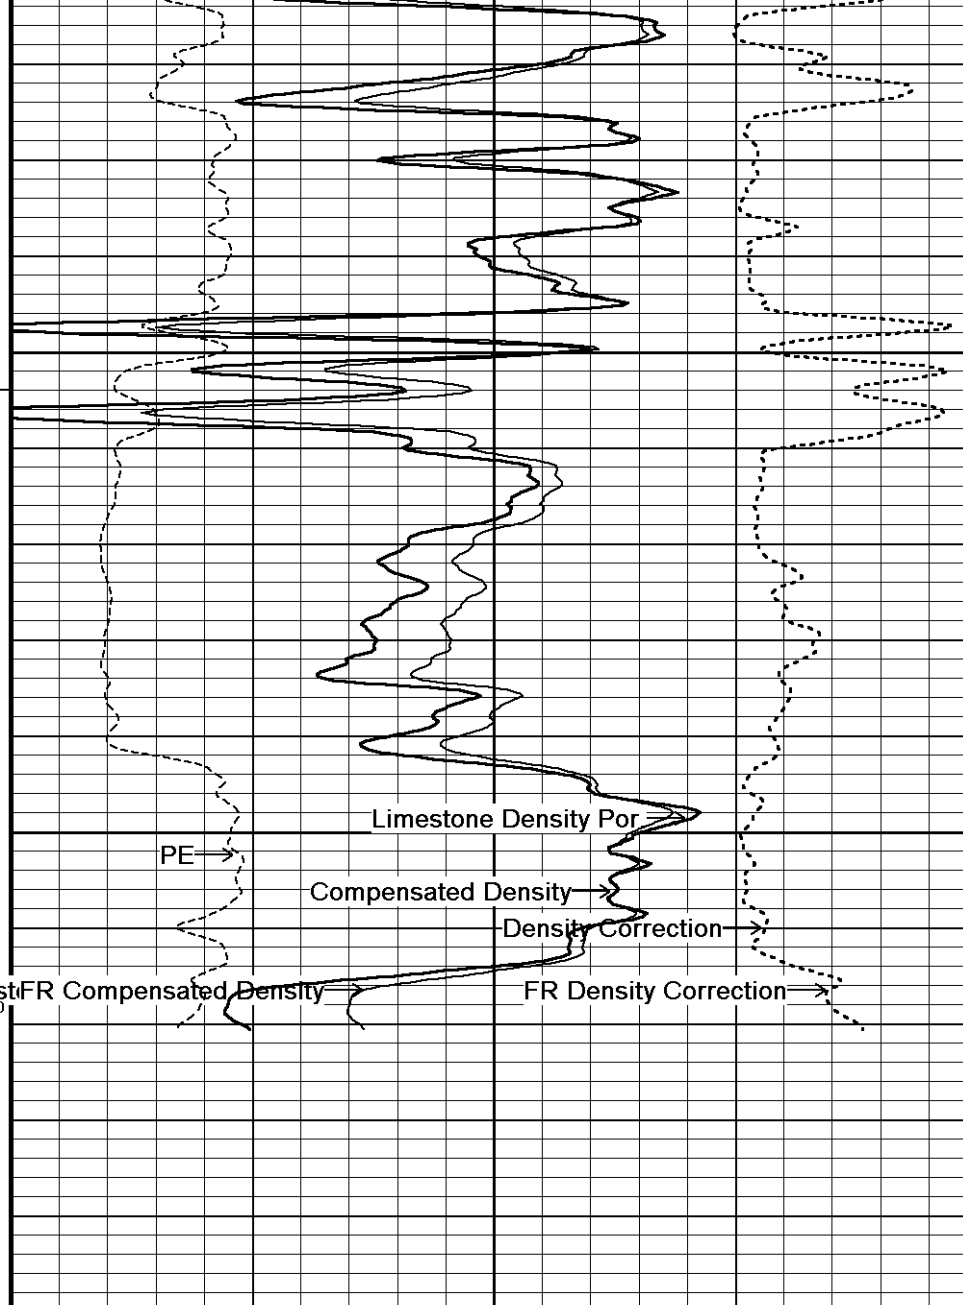 Limestone Density Por
PE
Compensated Density
Density Correction
FR Compensated Density
FR Density Correction